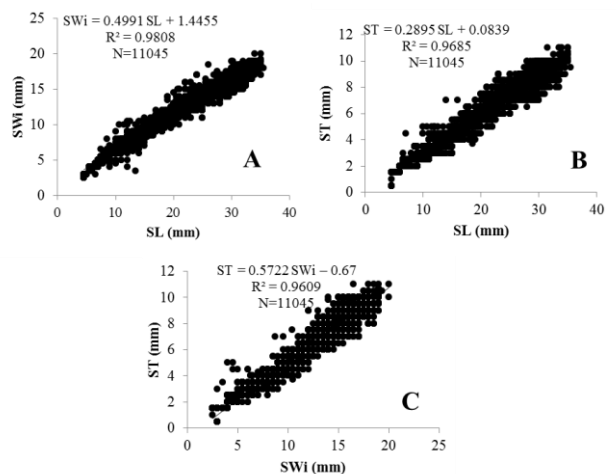 SWi = 0.4991 SL + 1.4455
R² = 0.9808
N=11045
SWi (mm)
25
20
15
10
5
0
0 10 20 30 40
SL (mm)
A
ST = 0.2895 SL + 0.0839
R² = 0.9685
N=11045
ST (mm)
12
10
8
6
4
2
0
0 10 20 30 40
SL (mm)
B
ST = 0.5722 SWi – 0.67
R² = 0.9609
N=11045
ST (mm)
12
10
8
6
4
2
0
0 5 10 15 20 25
SWi (mm)
C